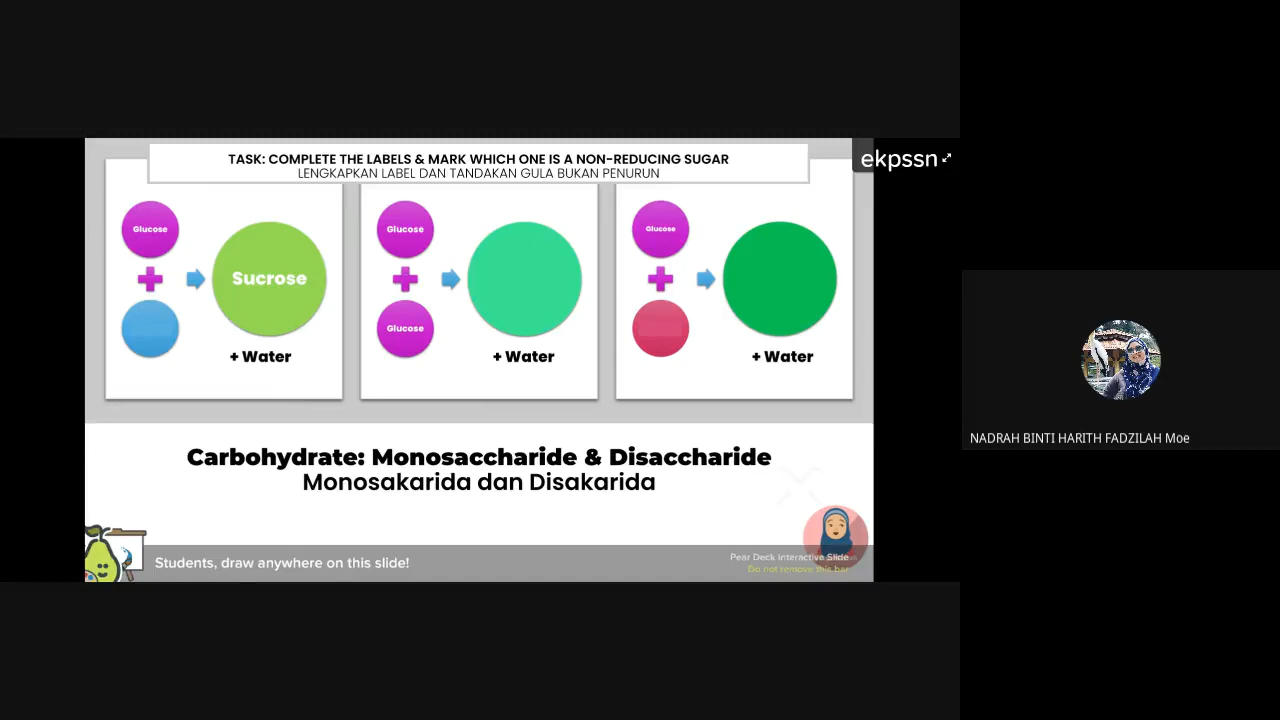 TASK: COMPLETE THE LABELS & MARK WHICH ONE IS A NON-REDUCING SUGAR
LENGKAPKAN LABEL DAN TANDAKAN GULA BUKAN PENURUN
ekpssn
Glucose
Sucrose
+ Water
Glucose
Glucose
+ Water
Glucose
+ Water
Carbohydrate: Monosaccharide & Disaccharide
Monosakarida dan Disakarida
Students, draw anywhere on this slide!
Pear Deck Interactive Slide
Do not remove this bar
NADRAH BINTI HARITH FADZILAH Moe